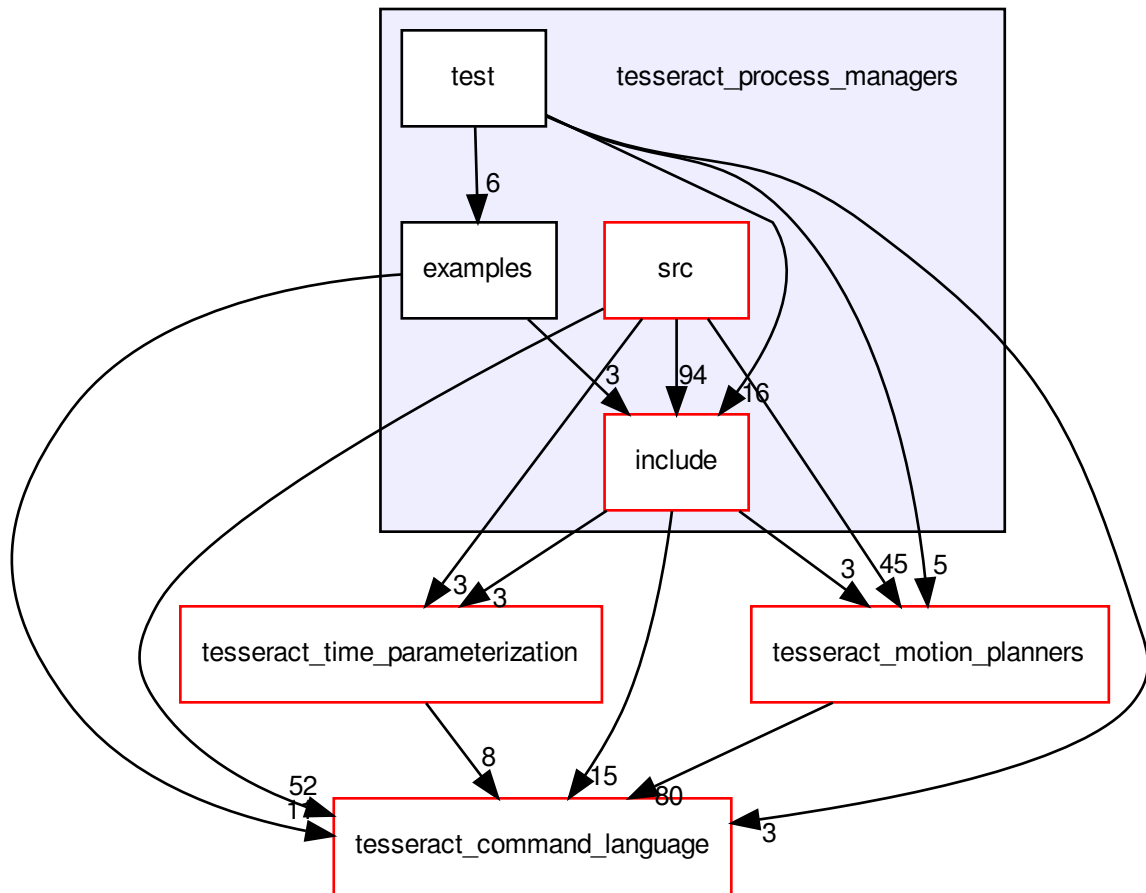 test
tesseract_process_managers
6
examples
src
3
94
16
include
3
3
3
45
5
tesseract_time_parameterization
tesseract_motion_planners
8
15
80
52
3
tesseract_command_language